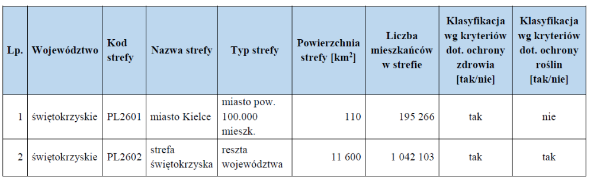 Lp. Województwo Kod strefy Nazwa strefy Typ strefy Powierzchnia strefy [km²] Liczba mieszkańców w strefie Klasyfikacja wg kryteriów dot. ochrony zdrowia [tak/nie] Klasyfikacja wg kryteriów dot. ochrony roślin [tak/nie]
1 świętokrzyskie PL2601 miasto Kielce miasto pow. 100.000 mieszk. 110 195 266 tak nie
2 świętokrzyskie PL2602 strefa świętokrzyska reszta województwa 11 600 1 042 103 tak tak